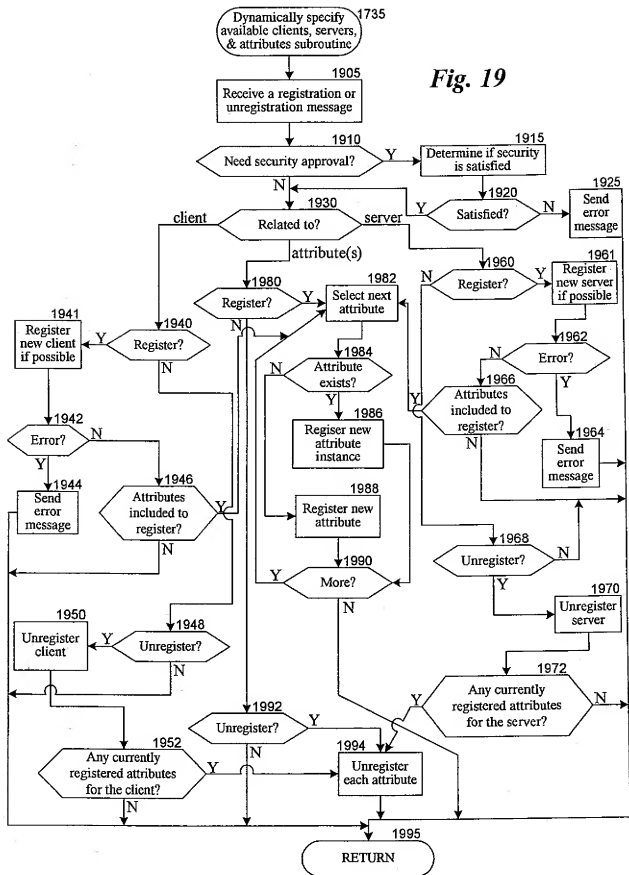 Dynamically specify
available clients, servers,
& attributes subroutine
1735
Fig. 19
1905
Receive a registration or
unregistration message
1910
Need security approval?
Y
N
1915
Determine if security
is satisfied
1920
Satisfied?
Y
N
1925
Send
error
message
1930
Related to?
client
server
attribute(s)
1960
Register?
N
Y
1961
Register
new server
if possible
1980
Register?
Y
N
1982
Select next
attribute
1941
Register
new client
if possible
1940
Register?
Y
N
1962
Error?
N
Y
1984
Attribute
exists?
N
Y
1966
Attributes
included to
register?
Y
N
1986
Regiser new
attribute
instance
1942
Error?
N
Y
1964
Send
error
message
1944
Send
error
message
1946
Attributes
included to
register?
Y
N
1988
Register new
attribute
1968
Unregister?
N
Y
1990
More?
Y
N
1970
Unregister
server
1950
Unregister
client
1948
Unregister?
Y
N
1972
Any currently
registered attributes
for the server?
Y
N
1992
Unregister?
Y
N
1952
Any currently
registered attributes
for the client?
Y
N
1994
Unregister
each attribute
1995
RETURN